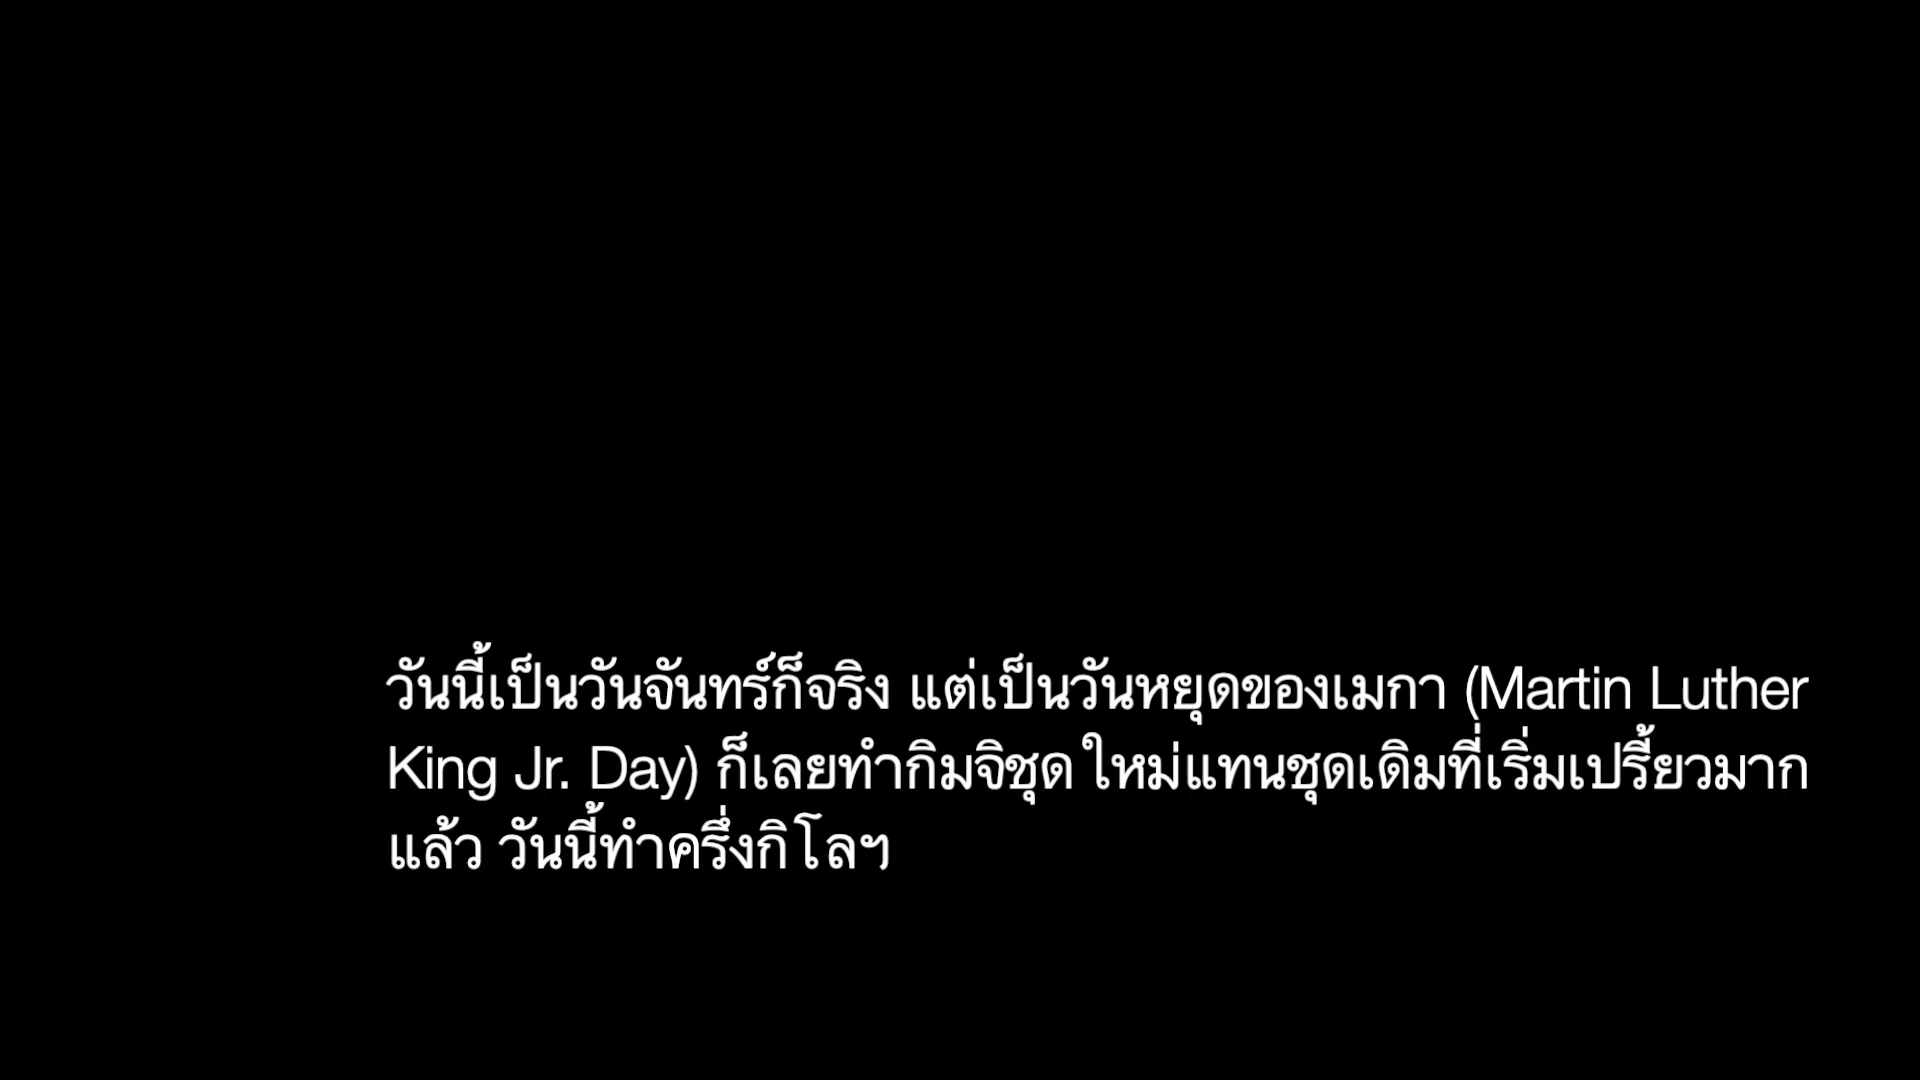 วันนี้เป็นวันจันทร์ก็จริง แต่เป็นวันหยุดของเมกา (Martin Luther
King Jr. Day) ก็เลยทำกิมจิชุดใหม่แทนชุดเดิมที่เริ่มเปรี้ยวมาก
แล้ว วันนี้ทำครึ่งกิโลฯ